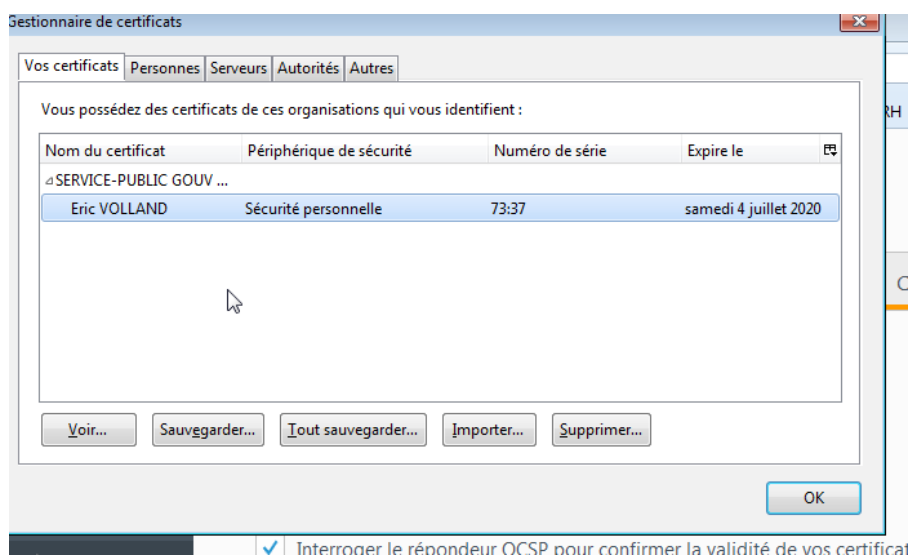 Gestionnaire de certificats
Vos certificats Personnes Serveurs Autorités Autres
Vous possédez des certificats de ces organisations qui vous identifient :
Nom du certificat Périphérique de sécurité Numéro de série Expire le
SERVICE-PUBLIC GOUV ...
Eric VOLLAND Sécurité personnelle 73:37 samedi 4 juillet 2020
Voir... Sauvegarder... Tout sauvegarder... Importer... Supprimer...
OK
Interroger le répondeur OCSP pour confirmer la validité de vos certificat